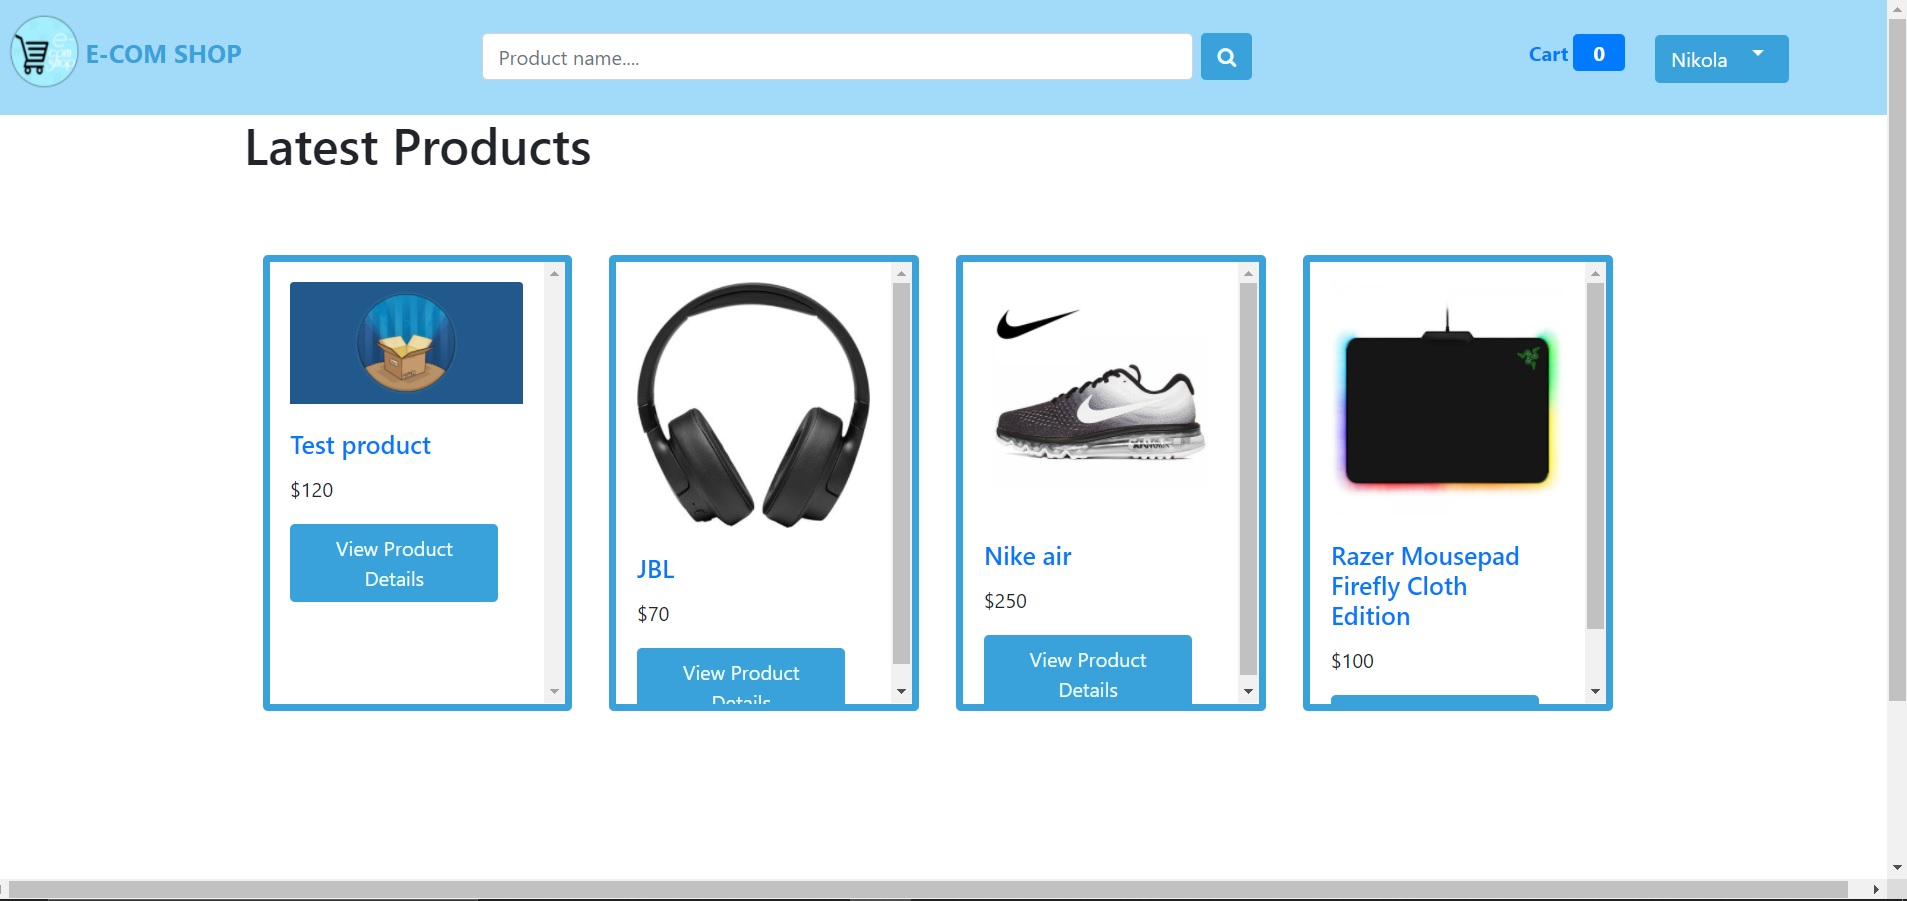 E-COM SHOP
Product name....
Cart 0
Nikola
Latest Products
Test product
$120
View Product
Details
JBL
$70
View Product
Details
Nike air
$250
View Product
Details
Razer Mousepad
Firefly Cloth
Edition
$100